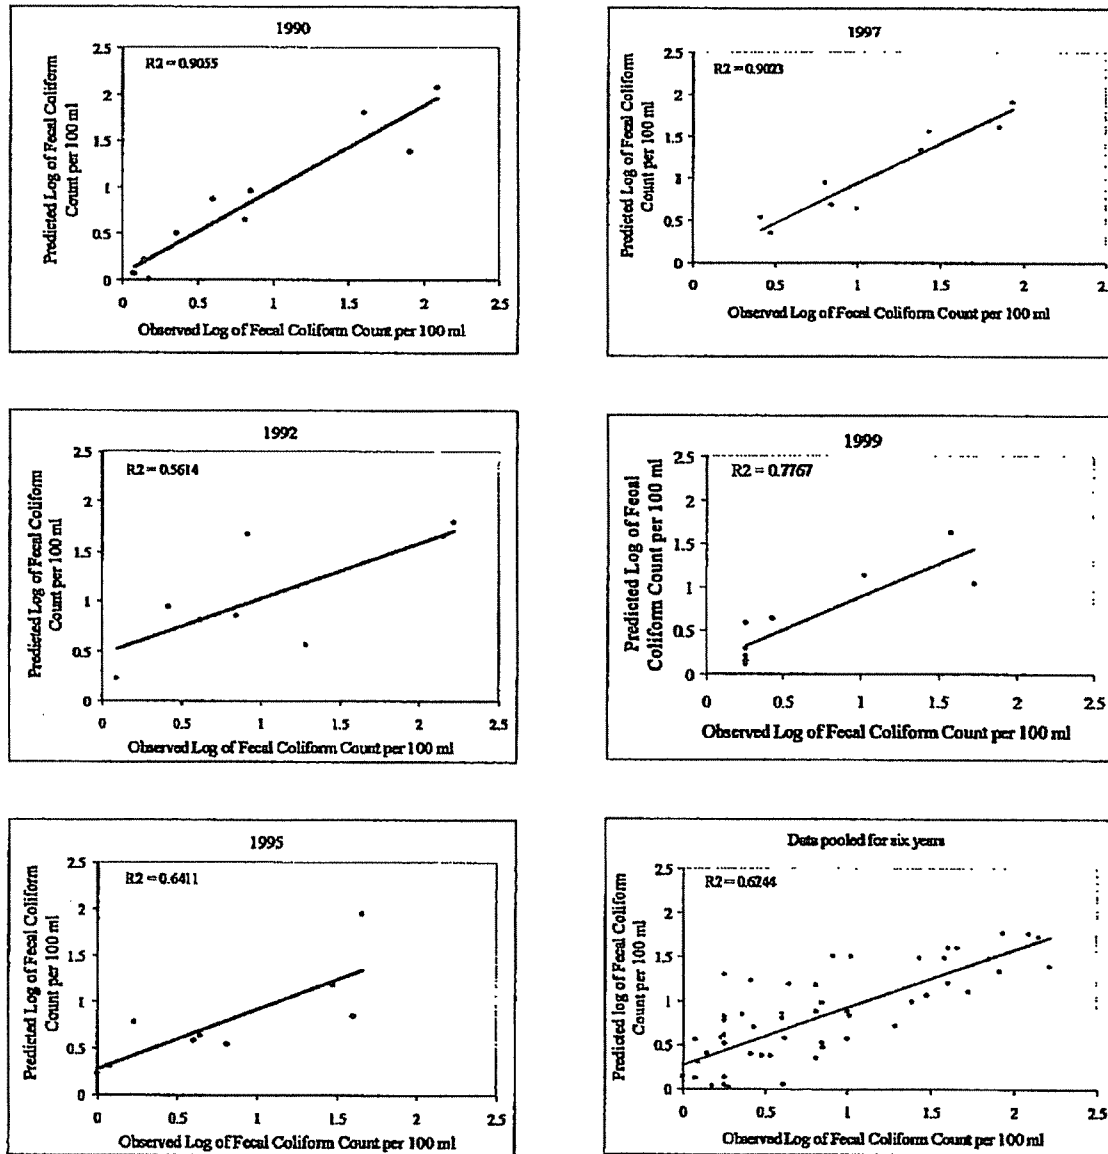 1990
R2 = 0.9055
Predicted Log of Fecal Coliform
Count per 100 ml
2.5
2
1.5
1
0.5
0
0 0.5 1 1.5 2 2.5
Observed Log of Fecal Coliform Count per 100 ml
1997
R2 = 0.9023
Predicted Log of Fecal Coliform
Count per 100 ml
2.5
2
1.5
1
0.5
0
0 0.5 1 1.5 2 2.5
Observed Log of Fecal Coliform Count per 100 ml
1992
R2 = 0.5614
Predicted Log of Fecal Coliform
Count per 100 ml
2.5
2
1.5
1
0.5
0
0 0.5 1 1.5 2 2.5
Observed Log of Fecal Coliform Count per 100 ml
1999
R2 = 0.7767
Predicted Log of Fecal
Coliform Count per 100 ml
2.5
2
1.5
1
0.5
0
0 0.5 1 1.5 2 2.5
Observed Log of Fecal Coliform Count per 100 ml
1995
R2 = 0.6411
Predicted Log of Fecal Coliform
Count per 100 ml
2.5
2
1.5
1
0.5
0
0 0.5 1 1.5 2 2.5
Observed Log of Fecal Coliform Count per 100 ml
Data pooled for six years
R2 = 0.6244
Predicted log of Fecal Coliform
Count per 100 ml
2.5
2
1.5
1
0.5
0
0 0.5 1 1.5 2 2.5
Observed Log of Fecal Coliform Count per 100 ml